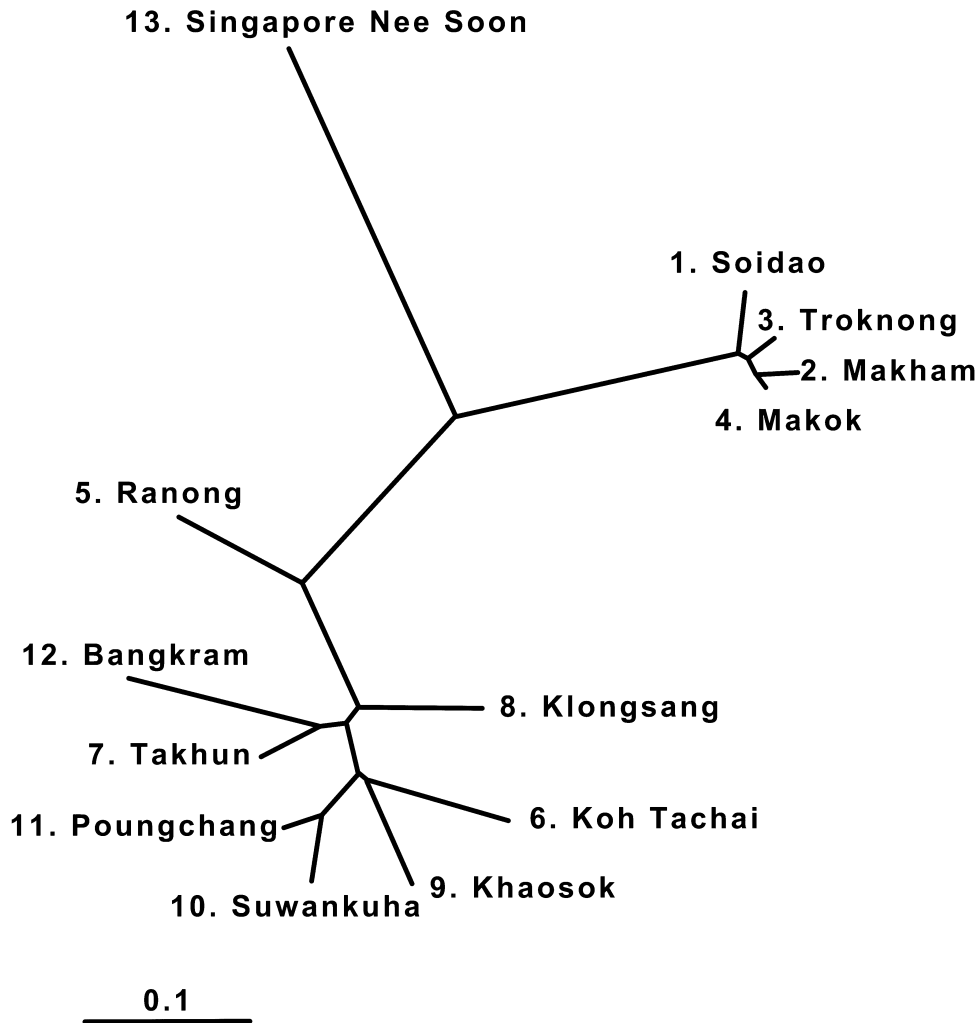 13. Singapore Nee Soon
1. Soidao
3. Troknong
2. Makham
4. Makok
5. Ranong
12. Bangkram
8. Klongsang
7. Takhun
6. Koh Tachai
11. Poungchang
9. Khaosok
10. Suwankuha
0.1